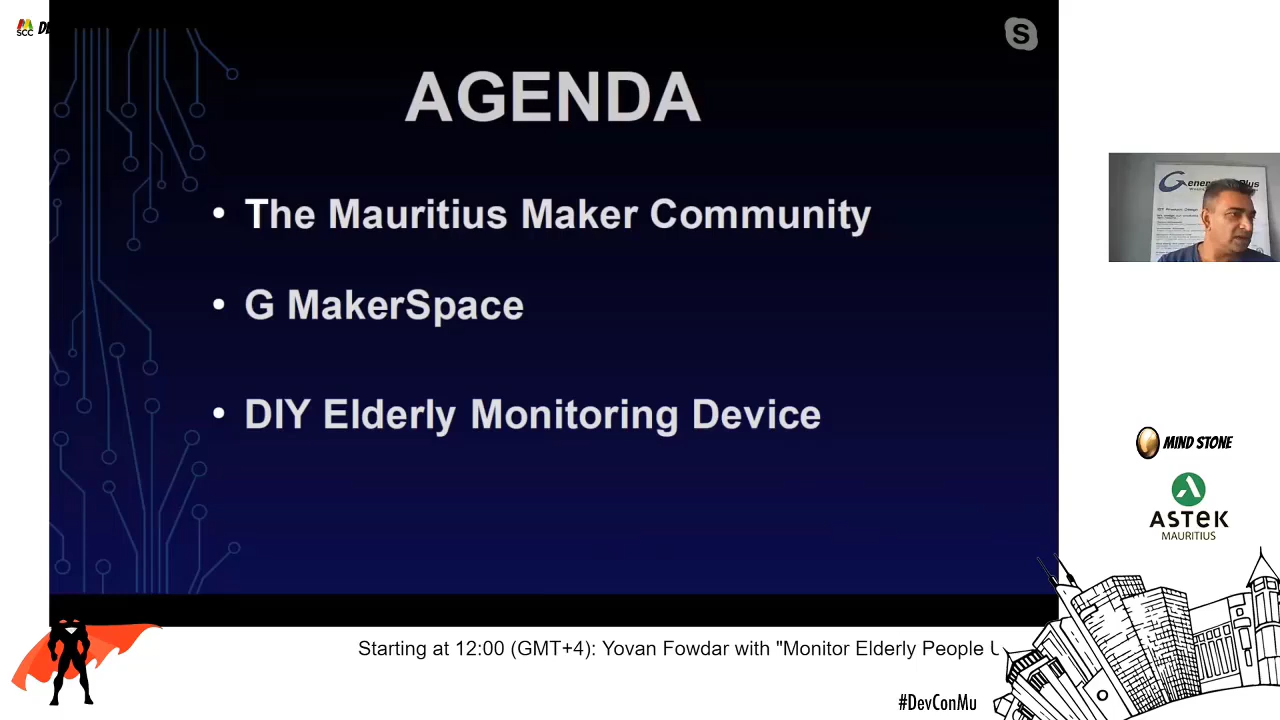 SCC
S
AGENDA
• The Mauritius Maker Community
• G MakerSpace
• DIY Elderly Monitoring Device
MIND STONE
ASTEK
MAURITIUS
Starting at 12:00 (GMT+4): Yovan Fowdar with "Monitor Elderly People U
#DevConMu